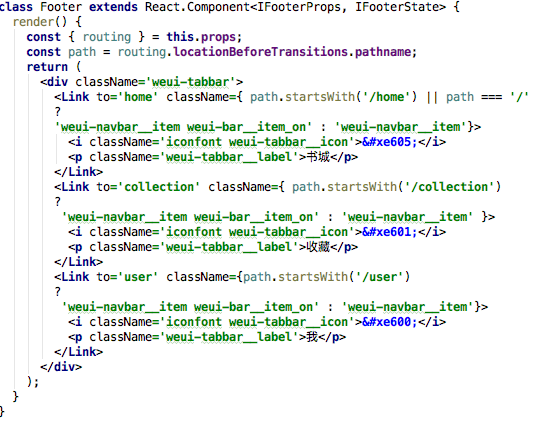 class Footer extends React.Component<IFooterProps, IFooterState> {
render() {
const { routing } = this.props;
const path = routing.locationBeforeTransitions.pathname;
return (
<div className='weui-tabbar'>
<Link to='home' className={ path.startsWith('/home') || path === '/'
?
'weui-navbar__item weui-bar__item_on' : 'weui-navbar__item'}>
<i className='iconfont weui-tabbar__icon'>&#xe605;</i>
<p className='weui-tabbar__label'>书城</p>
</Link>
<Link to='collection' className={ path.startsWith('/collection')
?
'weui-navbar__item weui-bar__item_on' : 'weui-navbar__item' }>
<i className='iconfont weui-tabbar__icon'>&#xe601;</i>
<p className='weui-tabbar__label'>收藏</p>
</Link>
<Link to='user' className={path.startsWith('/user')
?
'weui-navbar__item weui-bar__item_on' : 'weui-navbar__item'}>
<i className='iconfont weui-tabbar__icon'>&#xe600;</i>
<p className='weui-tabbar__label'>我</p>
</Link>
</div>
);
}
}